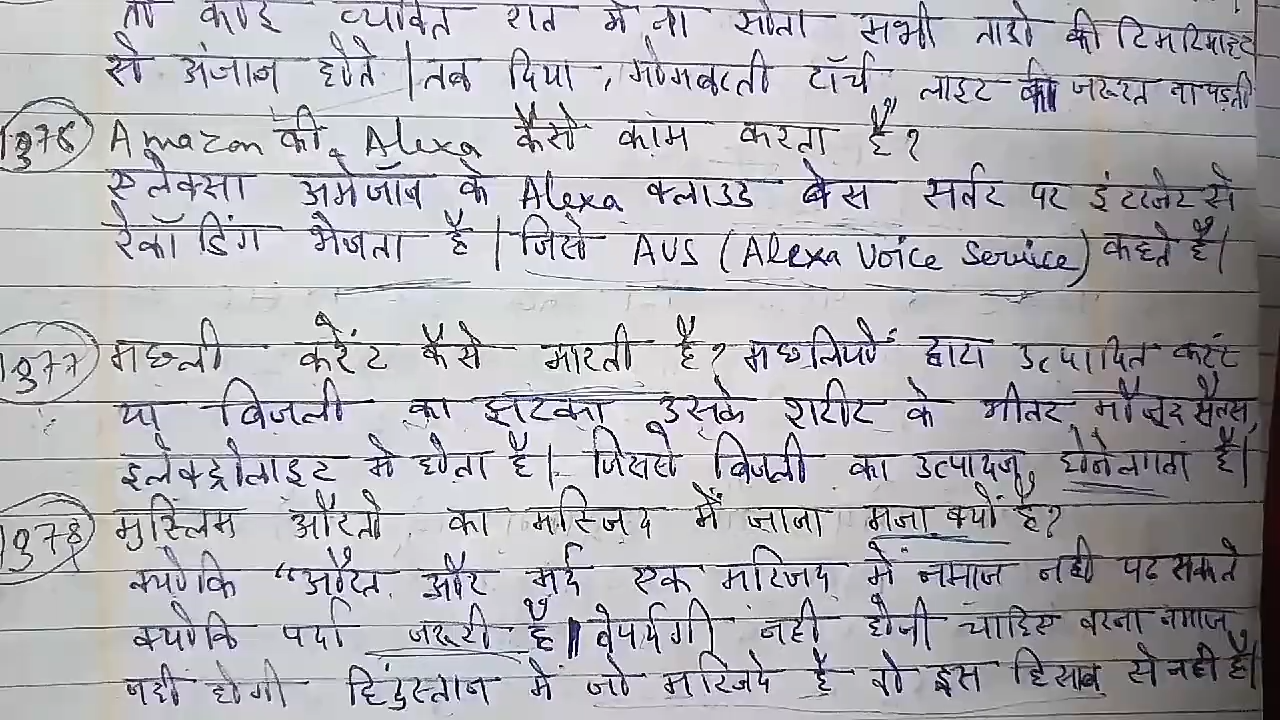 तो कोई व्यक्ति रात मे ना सोता सभी तारो की टिमटिमाहट
से अंजान होते | तब दिया, मोमबत्ती टॉर्च, लाइट की जरूरत ना पडती
1376 Amazon की Alexa कैसे काम करता है?
एलेक्सा अमेजॉन के Alexa क्लाउड बेस सर्वर पर इंटरनेट से
रेकॉर्डिंग भेजता है | जिसे AVS (Alexa Voice Service) कहते है|
1377 मछली करेंट कैसे मारती है? मछलियों द्वारा उत्पादित करंट
या बिजली का झटका उसके शरीर के भीतर मौजूद सैल्स,
इलेक्ट्रोलाइट मे होता है| जिससे बिजली का उत्पादन होने लगता है|
1378 मुस्लिम औरतो का मस्जिद में जाना मना क्यों है?
क्योकि "औरत और मर्द एक मस्जिद में नमाज नही पढ सकते
क्योकि पर्दा जरूरी है| बेपर्दगी नही होनी चाहिए वरना नमाज
नही होगी हिंदुस्तान में जो मस्जिदे है वो इस हिसाब से नही है|